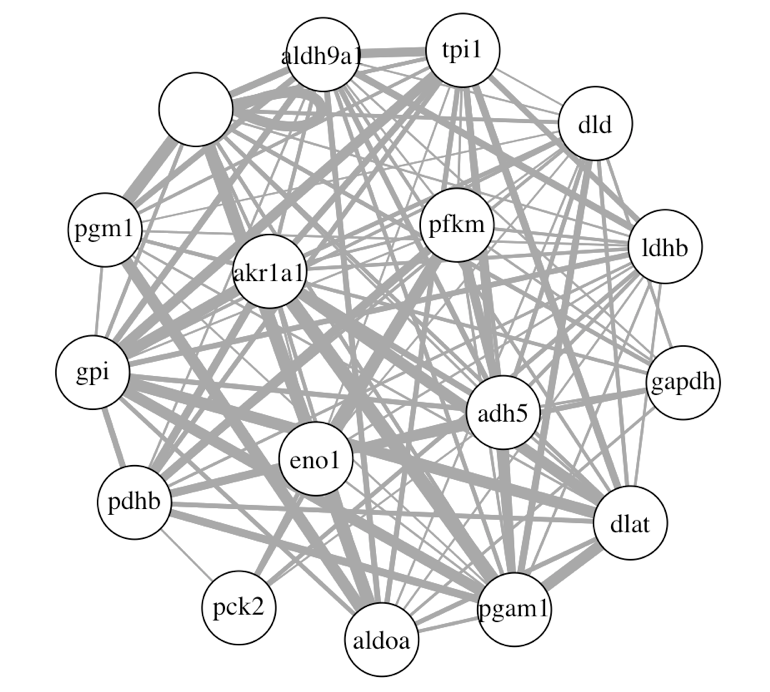 aldh9a1
tpi1
dld
pgm1
pfkm
ldhb
akr1a1
gpi
gapdh
adh5
eno1
pdhb
dlat
pck2
pgam1
aldoa